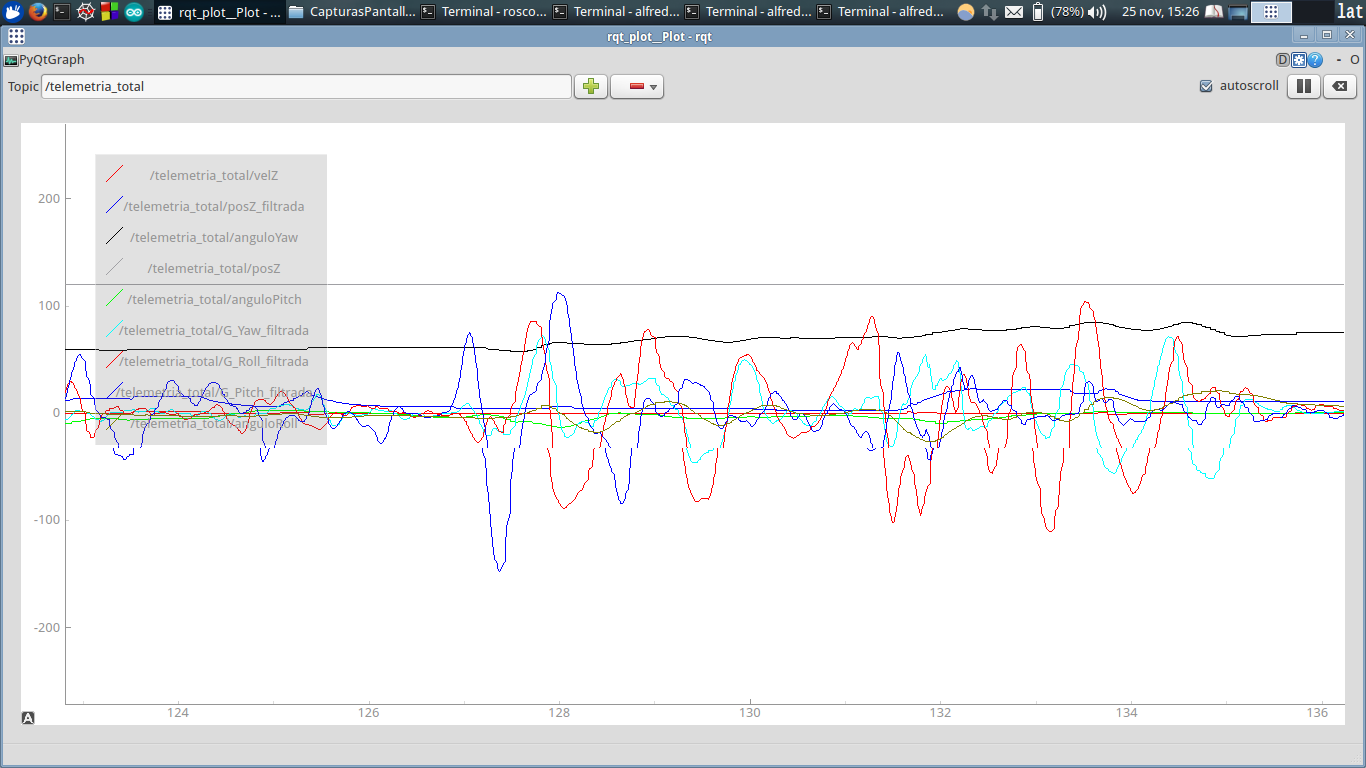 rqt_plot__Plot - ...
CapturasPantall...
Terminal - rosco...
Terminal - alfred...
Terminal - alfred...
Terminal - alfred...
(78%)
25 nov, 15:26
lat
rqt_plot__Plot - rqt
PyQtGraph
D
?
- O
Topic
/telemetria_total
autoscroll
/telemetria_total/velZ
/telemetria_total/posZ_filtrada
/telemetria_total/anguloYaw
/telemetria_total/posZ
/telemetria_total/anguloPitch
/telemetria_total/G_Yaw_filtrada
/telemetria_total/G_Roll_filtrada
/telemetria_total/G_Pitch_filtrada
/telemetria_total/anguloRoll
200
100
0
-100
-200
124 126 128 130 132 134 136
A